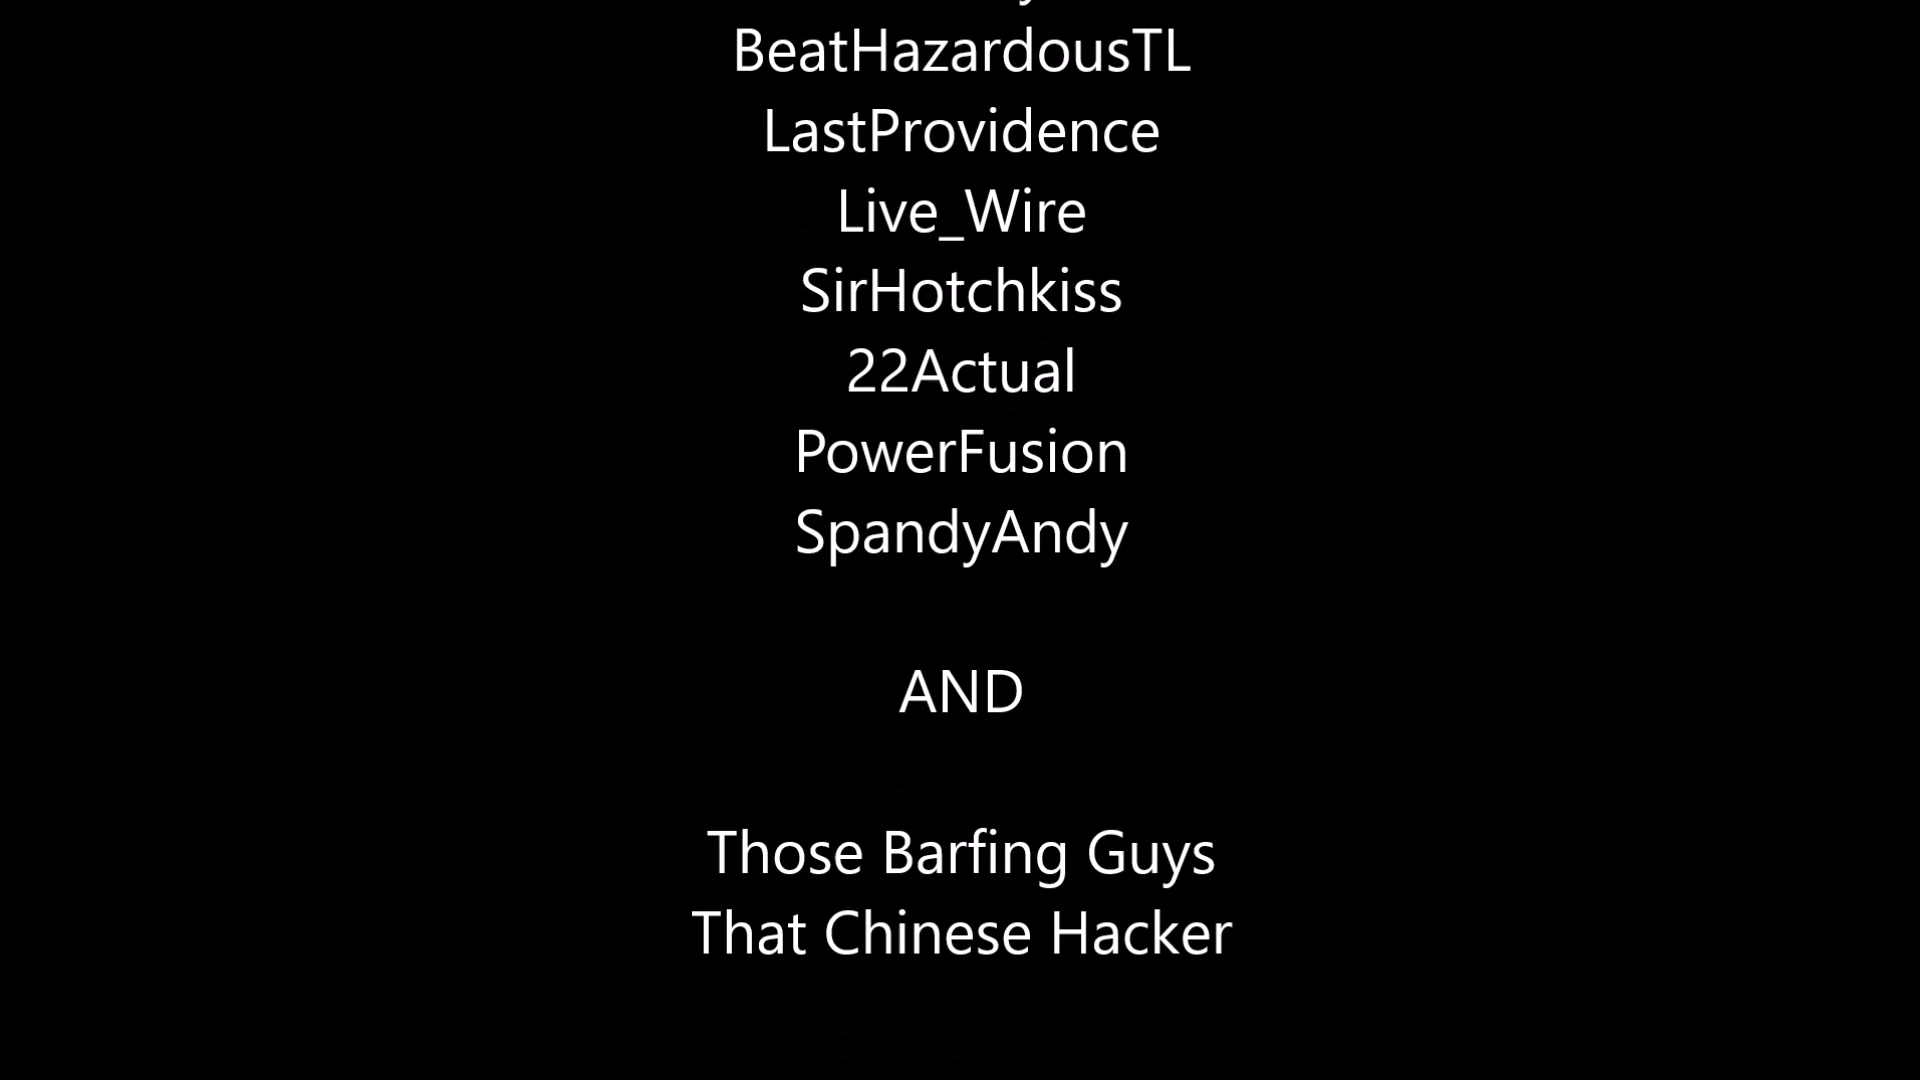 BeatHazardousTL
LastProvidence
Live_Wire
SirHotchkiss
22Actual
PowerFusion
SpandyAndy
AND
Those Barfing Guys
That Chinese Hacker